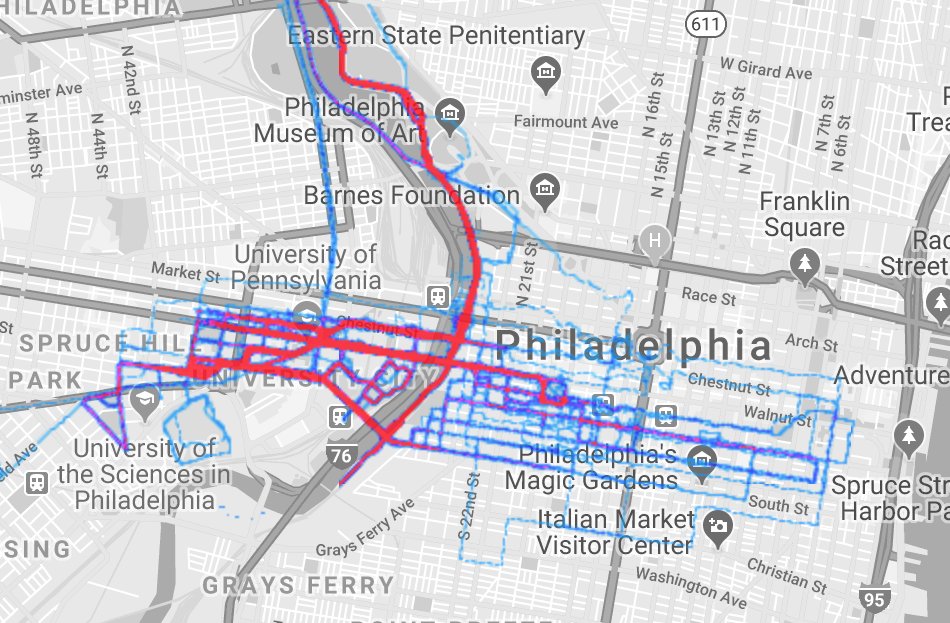 HILADELPHIA
Eastern State Penitentiary
611
W Girard Ave
minster Ave
N 42nd St
N 48th St
N 44th St
N 16th St
N 15th St
N 13th St
N 12th St
N 11th St
N 7th St
N 6th St
Philadelphia
Museum of Art
Fairmount Ave
Trea
Barnes Foundation
Franklin
Square
H
University of
Pennsylvania
Market St
N 21st St
Race St
Rac
Street
Chestnut St
St
SPRUCE HILL
Philadelphia
Arch St
PARK
UNIVERSITY CITY
Chestnut St
Adventure
Walnut St
University of
the Sciences in
Philadelphia
76
eld Ave
Philadelphia's
Magic Gardens
S 22nd St
South St
Spruce Str
Harbor Pa
Italian Market
Visitor Center
Grays Ferry Ave
SING
GRAYS FERRY
Washington Ave
Christian St
95
POINT BREEZE